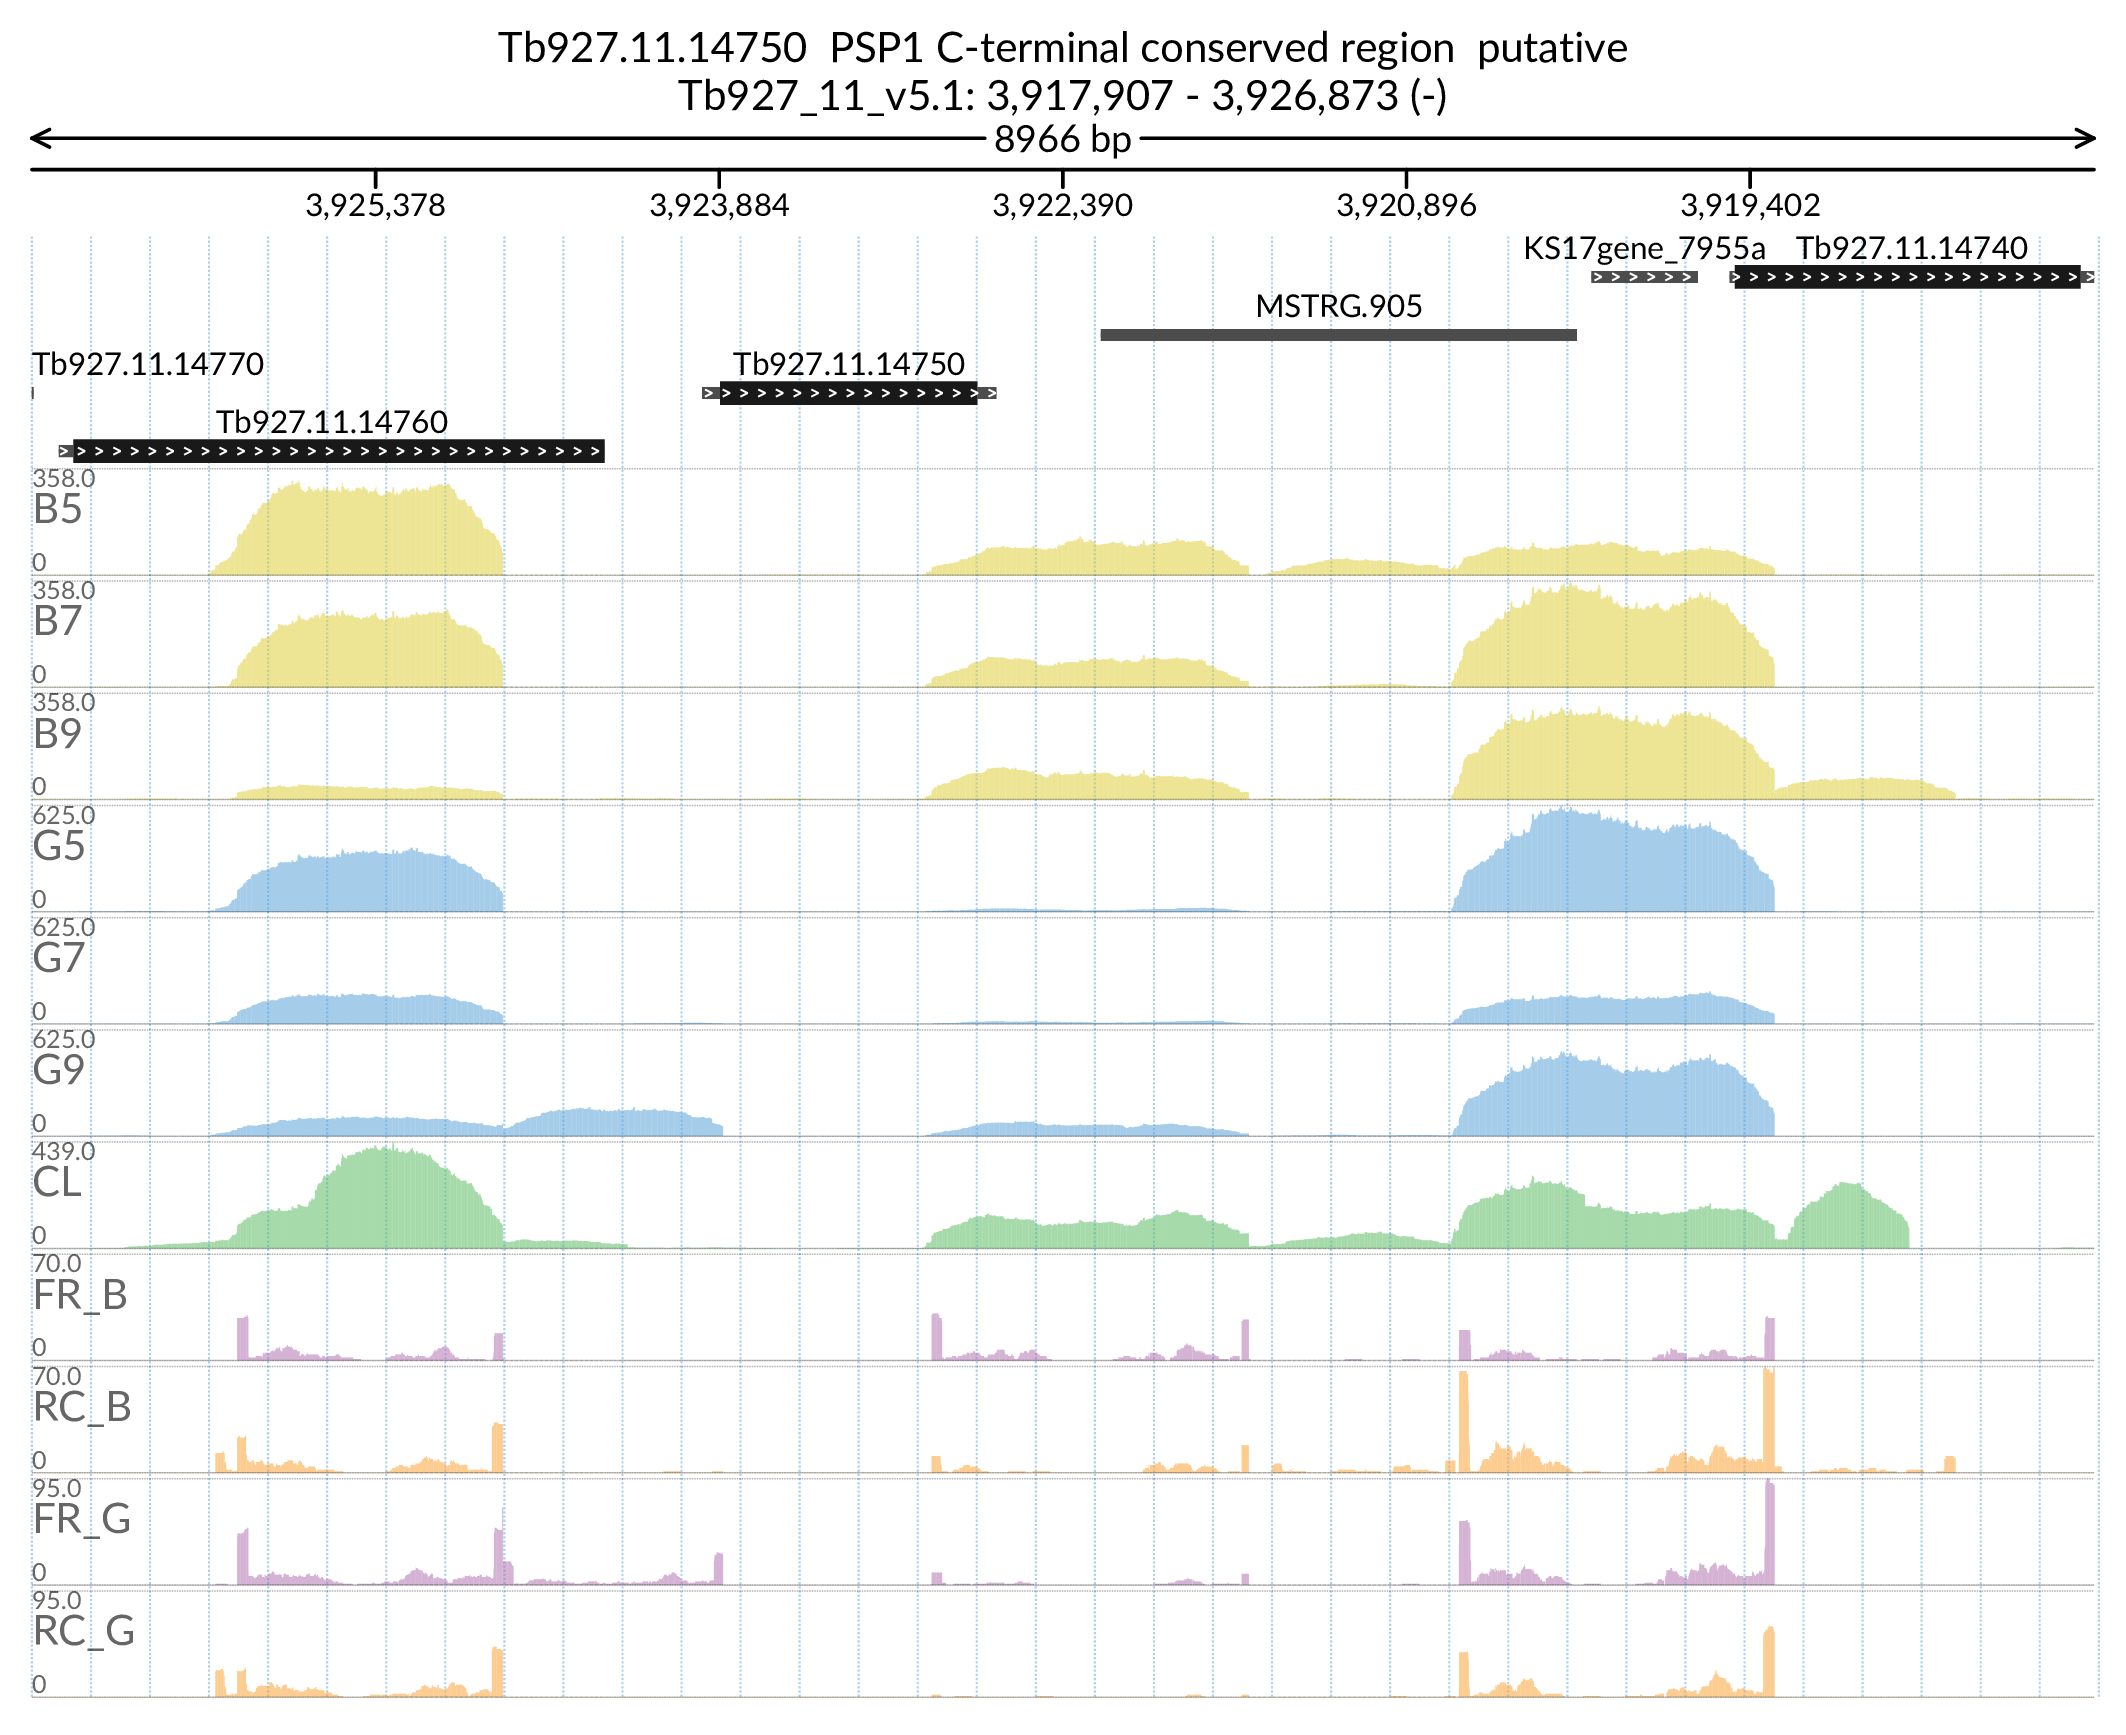 Tb927.11.14750  PSP1 C-terminal conserved region  putative
Tb927_11_v5.1: 3,917,907 - 3,926,873 (-)
8966 bp
3,925,378 3,923,884 3,922,390 3,920,896 3,919,402
KS17gene_7955a Tb927.11.14740
MSTRG.905
Tb927.11.14770 Tb927.11.14750
Tb927.11.14760
358.0
B5
0
358.0
B7
0
358.0
B9
0
625.0
G5
0
625.0
G7
0
625.0
G9
0
439.0
CL
0
70.0
FR_B
0
70.0
RC_B
0
95.0
FR_G
0
95.0
RC_G
0